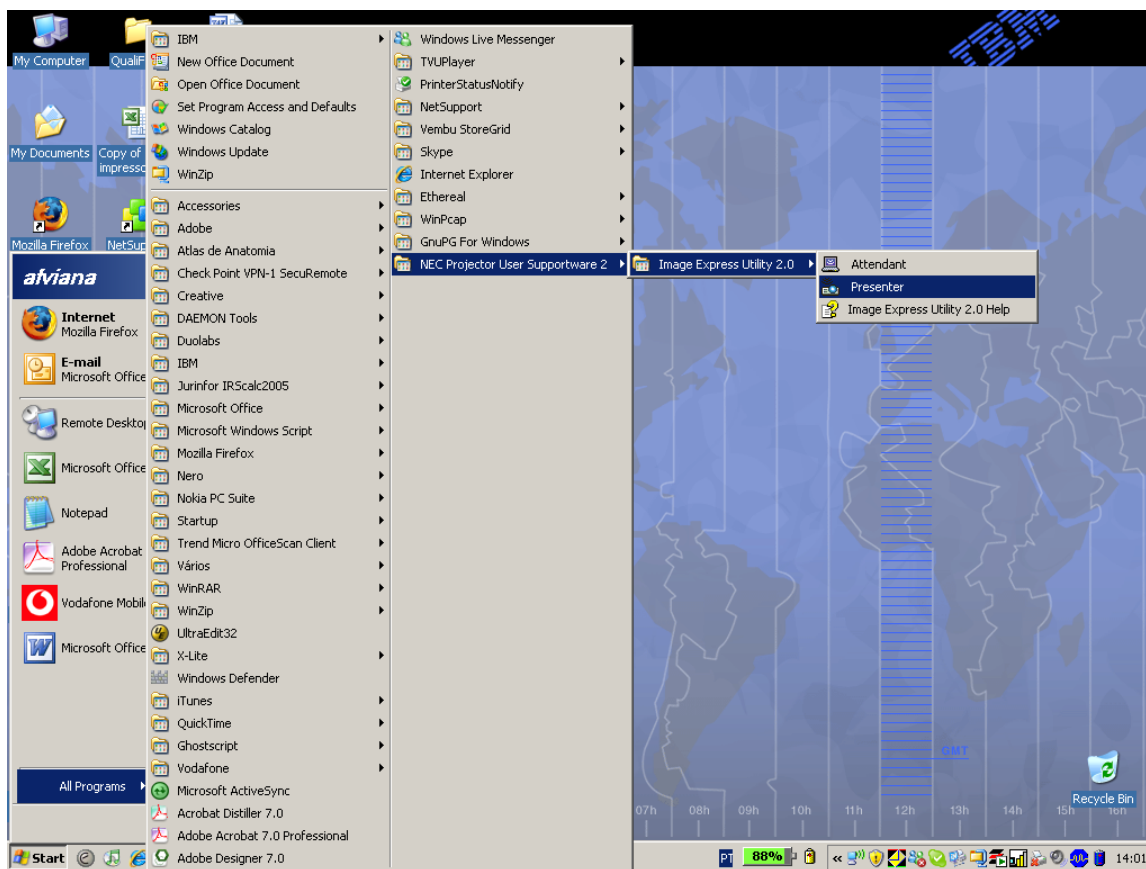 IBM
My Computer
QualiF
My Documents
Copy of
impresso
Mozilla Firefox
NetSup
alviana
Internet
Mozilla Firefox
E-mail
Microsoft Office
Remote Desktop
Microsoft Office
Notepad
Adobe Acrobat
Professional
Vodafone Mobil
Microsoft Office
All Programs
IBM
New Office Document
Open Office Document
Set Program Access and Defaults
Windows Catalog
Windows Update
WinZip
Accessories
Adobe
Atlas de Anatomia
Check Point VPN-1 SecuRemote
Creative
DAEMON Tools
Duolabs
IBM
Jurinfor IRScalc2005
Microsoft Office
Microsoft Windows Script
Mozilla Firefox
Nero
Nokia PC Suite
Startup
Trend Micro OfficeScan Client
Vários
WinRAR
WinZip
UltraEdit32
X-Lite
Windows Defender
iTunes
QuickTime
Ghostscript
Vodafone
Microsoft ActiveSync
Acrobat Distiller 7.0
Adobe Acrobat 7.0 Professional
Adobe Designer 7.0
Windows Live Messenger
TVUPlayer
PrinterStatusNotify
NetSupport
Vembu StoreGrid
Skype
Internet Explorer
Ethereal
WinPcap
GnuPG For Windows
NEC Projector User Supportware 2
Image Express Utility 2.0
Attendant
Presenter
Image Express Utility 2.0 Help
GMT
Recycle Bin
07h 08h 09h 10h 11h 12h 13h 14h 15h 16h
Start
PT 88% « 14:01